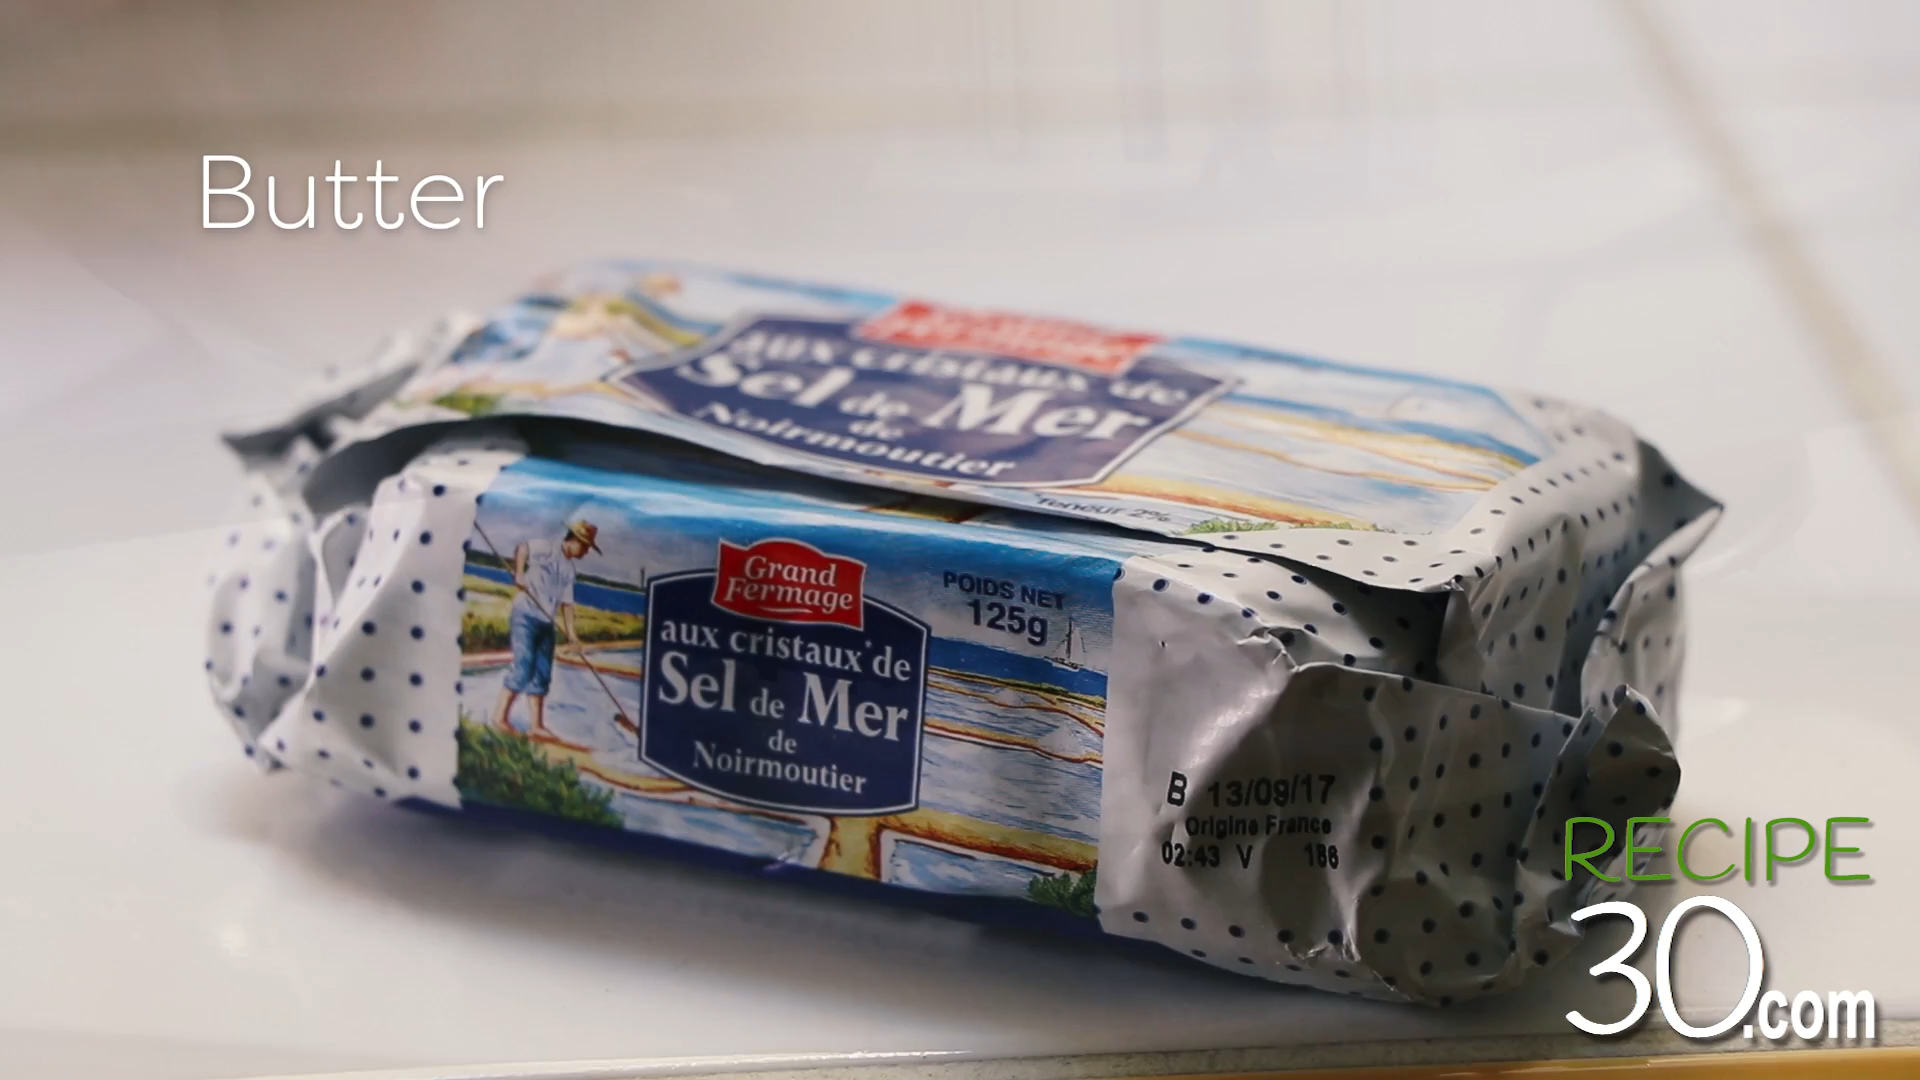 Butter
aux cristaux de
Sel de Mer
de
Noirmoutier
Teneur 2%
Grand
Fermage
aux cristaux* de
Sel de Mer
de
Noirmoutier
POIDS NET
125g
B 13/09/17
Origine France
02:43 V 186
RECIPE
30.com